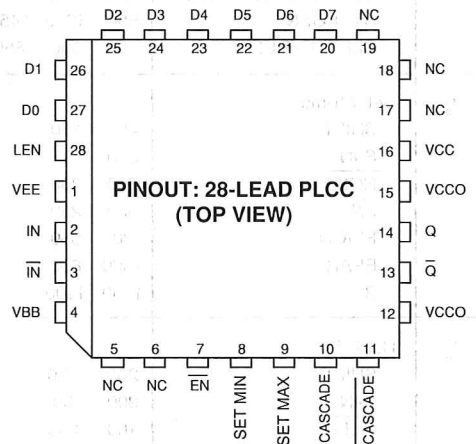 D2 D3 D4 D5 D6 D7 NC
25 24 23 22 21 20 19
D1 26 18 NC
D0 27 17 NC
LEN 28 16 VCC
VEE 1 PINOUT: 28-LEAD PLCC 15 VCCO
(TOP VIEW)
IN 2 14 Q
I̅N̅ 3 13 Q̅
VBB 4 12 VCCO
5 6 7 8 9 10 11
NC NC E̅N̅ SET MIN SET MAX CASCADE C̅A̅S̅C̅A̅D̅E̅